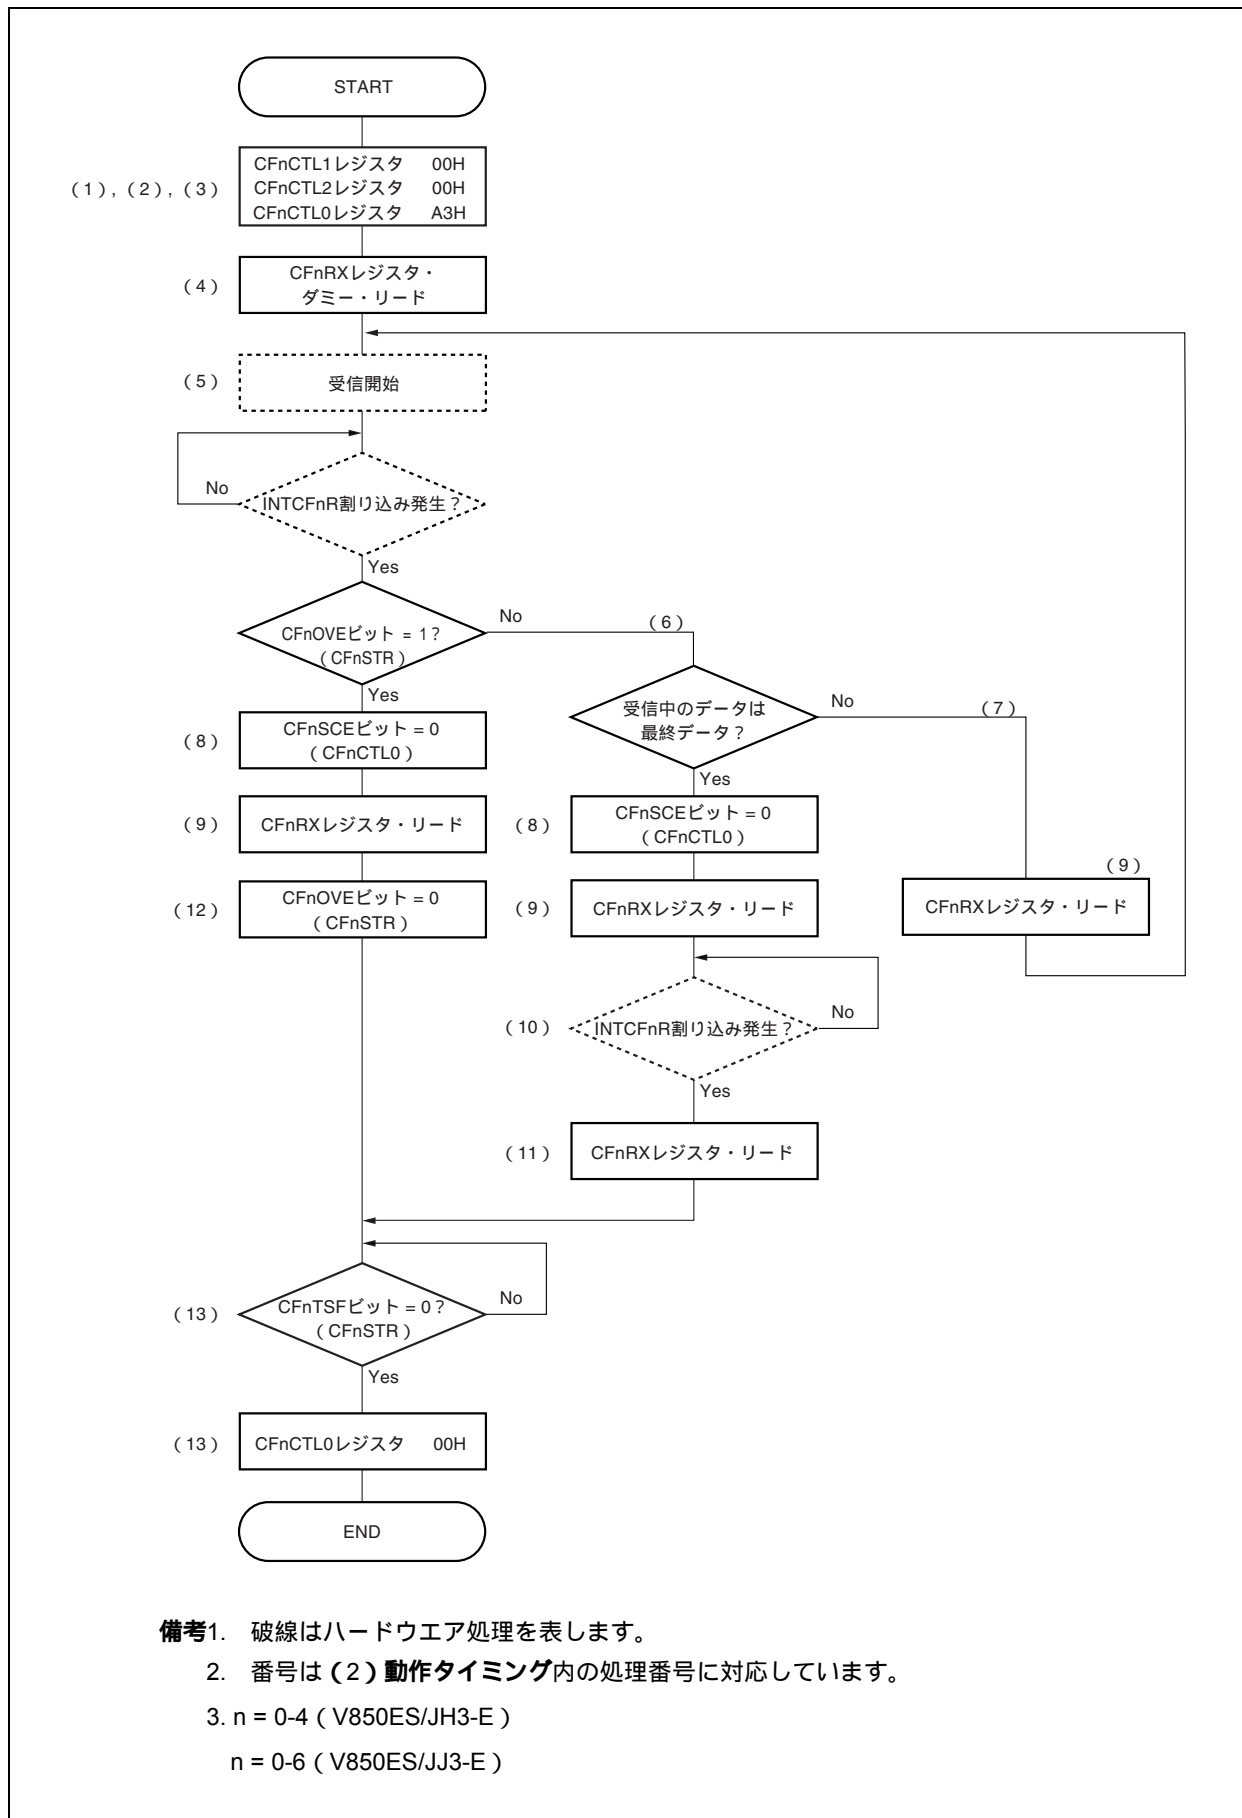 START
(1), (2), (3)
CFnCTL1レジスタ 00H
CFnCTL2レジスタ 00H
CFnCTL0レジスタ A3H
(4)
CFnRXレジスタ・
ダミー・リード
(5)
受信開始
No
INTCFnR割り込み発生?
Yes
CFnOVEビット = 1?
(CFnSTR)
No
(6)
Yes
受信中のデータは
最終データ?
No
(7)
Yes
(8)
CFnSCEビット = 0
(CFnCTL0)
(8)
CFnSCEビット = 0
(CFnCTL0)
(9)
CFnRXレジスタ・リード
(9)
CFnRXレジスタ・リード
(9)
CFnRXレジスタ・リード
(12)
CFnOVEビット = 0
(CFnSTR)
(10)
INTCFnR割り込み発生?
No
Yes
(11)
CFnRXレジスタ・リード
(13)
CFnTSFビット = 0?
(CFnSTR)
No
Yes
(13)
CFnCTL0レジスタ 00H
END
備考1. 破線はハードウエア処理を表します。
2. 番号は(2)動作タイミング内の処理番号に対応しています。
3. n = 0-4(V850ES/JH3-E)
n = 0-6(V850ES/JJ3-E)